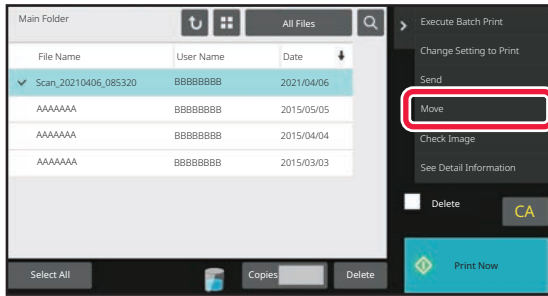 Main Folder
All Files
File Name User Name Date
Scan_20210406_085320 BBBBBBBB 2021/04/06
AAAAAAA BBBBBBBB 2015/05/05
AAAAAAA BBBBBBBB 2015/04/04
AAAAAAA BBBBBBBB 2015/03/03
Select All
Copies
Delete
Execute Batch Print
Change Setting to Print
Send
Move
Check Image
See Detail Information
Delete
CA
Print Now